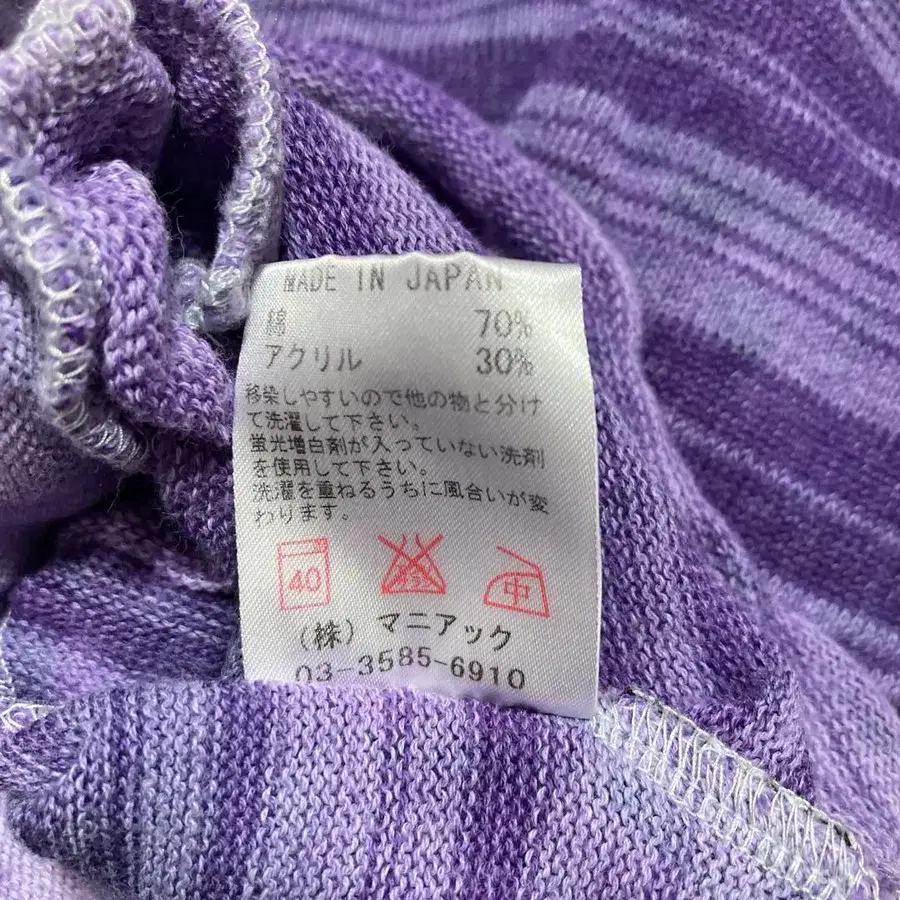 MADE IN JAPAN
綿 70%
アクリル 30%
移染しやすいので他の物と分け
て洗濯して下さい。
蛍光増白剤が入っていない洗剤
を使用して下さい。
洗濯を重ねるうちに風合いが変
わります。
40 中
(株) マニアック
03-3585-6910